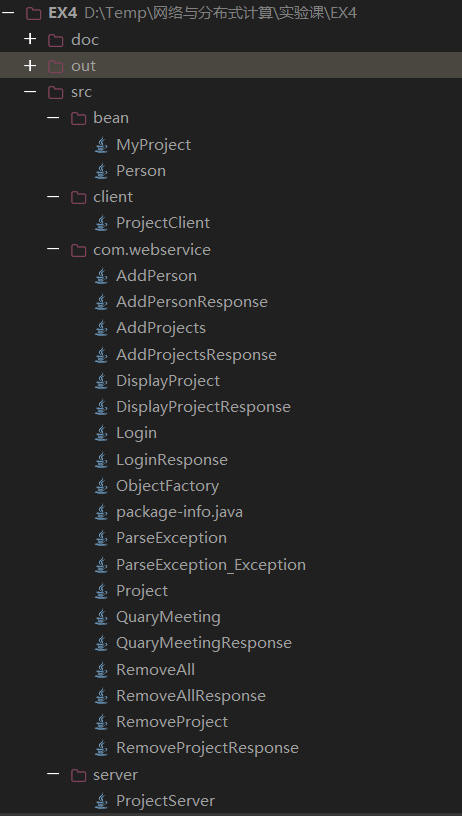 EX4 D:\Temp\网络与分布式计算\实验课\EX4
doc
out
src
bean
MyProject
Person
client
ProjectClient
com.webservice
AddPerson
AddPersonResponse
AddProjects
AddProjectsResponse
DisplayProject
DisplayProjectResponse
Login
LoginResponse
ObjectFactory
package-info.java
ParseException
ParseException_Exception
Project
QuaryMeeting
QuaryMeetingResponse
RemoveAll
RemoveAllResponse
RemoveProject
RemoveProjectResponse
server
ProjectServer